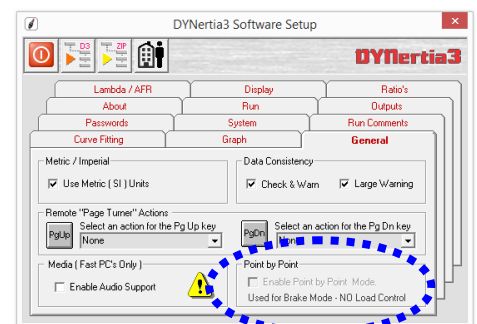 DYNertia3 Software Setup
D3
ZIP
DYNertia3
Lambda / AFR
Display
Ratio's
About
Run
Outputs
Passwords
System
Run Comments
Curve Fitting
Graph
General
Metric / Imperial
Use Metric ( SI ) Units
Data Consistency
Check & Warn
Large Warning
Remote "Page Turner" Actions
PgUp
Select an action for the Pg Up key
None
PgDn
Select an action for the Pg Dn key
None
Media ( Fast PC's Only )
Enable Audio Support
Point by Point
Enable Point by Point Mode.
Used for Brake Mode - NO Load Control